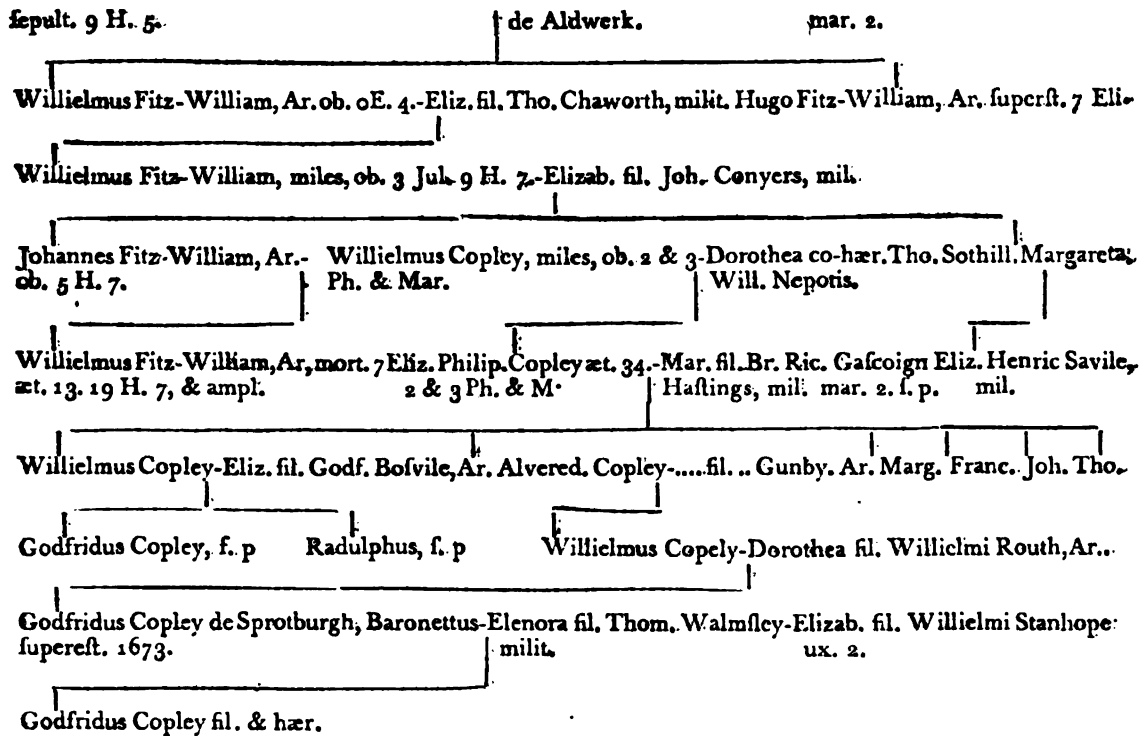 ſepult. 9 H. 5. de Aldwerk. mar. 2.
Willielmus Fitz-William, Ar. ob. oE. 4.-Eliz. fil. Tho. Chaworth, milit. Hugo Fitz-William, Ar. ſuperſt. 7 Eli-
Willielmus Fitz-William, miles, ob. 3 Jul. 9 H. 7.-Elizab. fil. Joh. Conyers, mil.
Johannes Fitz-William, Ar.- Willielmus Copley, miles, ob. 2 & 3-Dorothea co-hær. Tho. Sothill. Margareta,
ob. 5 H. 7. Ph. & Mar. Will. Nepotis.
Willielmus Fitz-William, Ar, mort. 7 Eliz. Philip. Copley æt. 34.-Mar. fil. Br. Ric. Gaſcoign Eliz. Henric Savile,
æt. 13. 19 H. 7, & ampl. 2 & 3 Ph. & M. Haſtings, mil. mar. 2. ſ. p. mil.
Willielmus Copley-Eliz. fil. Godf. Boſvile, Ar. Alvered. Copley-.....fil. .. Gunby. Ar. Marg. Franc. Joh. Tho.
Godfridus Copley, ſ. p Radulphus, ſ. p Willielmus Copely-Dorothea fil. Willielmi Routh, Ar..
Godfridus Copley de Sprotburgh, Baronettus-Elenora fil. Thom. Walmſley-Elizab. fil. Willielmi Stanhope
ſupereſt. 1673. milit. ux. 2.
Godfridus Copley fil. & hær.